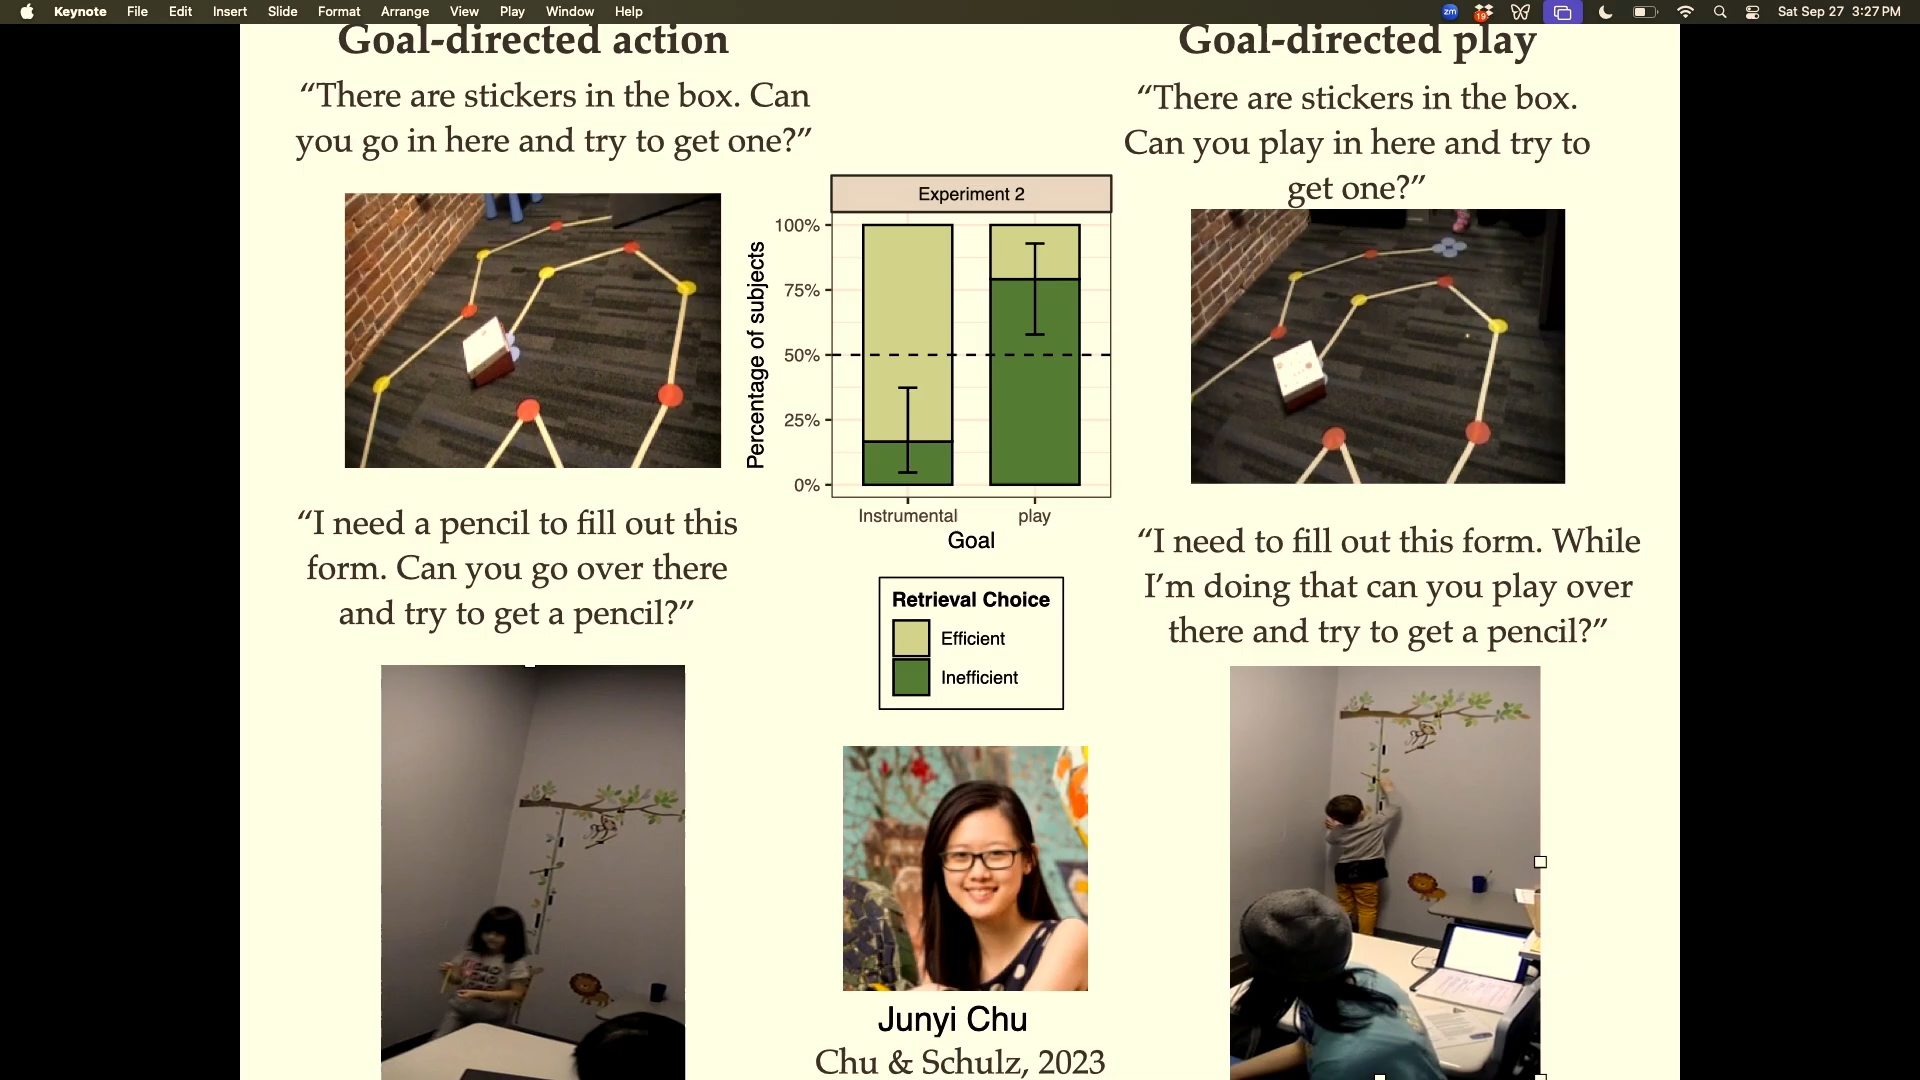 Keynote File Edit Insert Slide Format Arrange View Play Window Help
zm 19 Sat Sep 27 3:27 PM
Goal-directed action
“There are stickers in the box. Can
you go in here and try to get one?”
“I need a pencil to fill out this
form. Can you go over there
and try to get a pencil?”
Experiment 2
Percentage of subjects
100%
75%
50%
25%
0%
Instrumental play
Goal
Retrieval Choice
Efficient
Inefficient
Junyi Chu
Chu & Schulz, 2023
Goal-directed play
“There are stickers in the box.
Can you play in here and try to
get one?”
“I need to fill out this form. While
I’m doing that can you play over
there and try to get a pencil?”